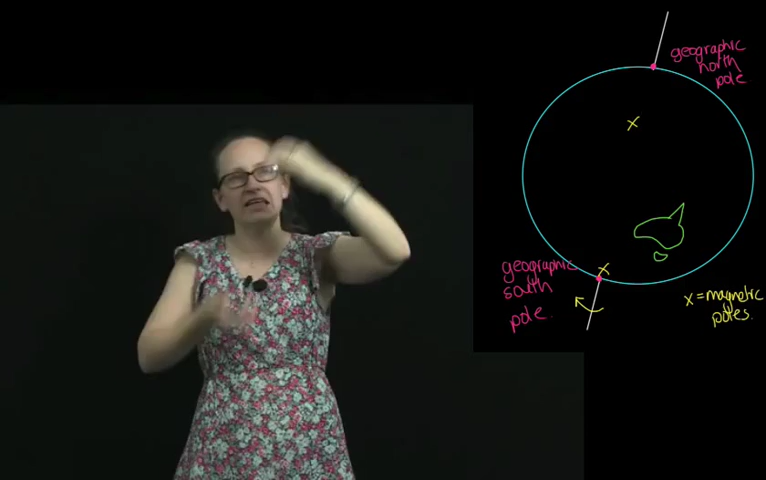 geographic
north
pole
geographic
south
pole.
x = magnetic
poles.